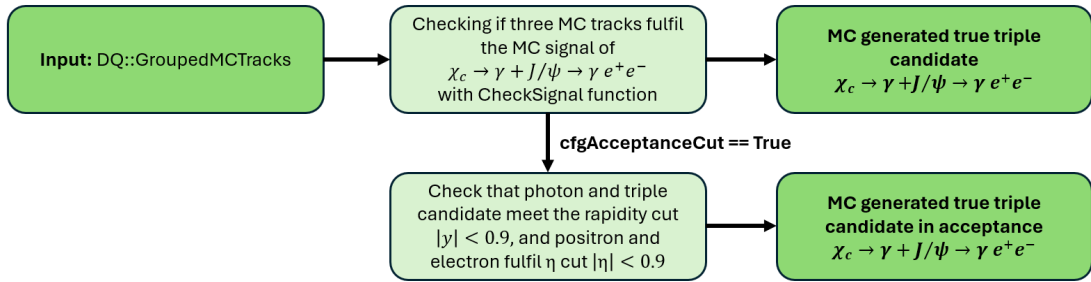 Input: DQ::GroupedMCTracks
Checking if three MC tracks fulfil
the MC signal of
χ_c → γ + J/ψ → γ e⁺e⁻
with CheckSignal function
MC generated true triple
candidate
χ_c → γ +J/ψ → γ e⁺e⁻
cfgAcceptanceCut == True
Check that photon and triple
candidate meet the rapidity cut
|y| < 0.9, and positron and
electron fulfil η cut |η| < 0.9
MC generated true triple
candidate in acceptance
χ_c → γ + J/ψ → γ e⁺e⁻